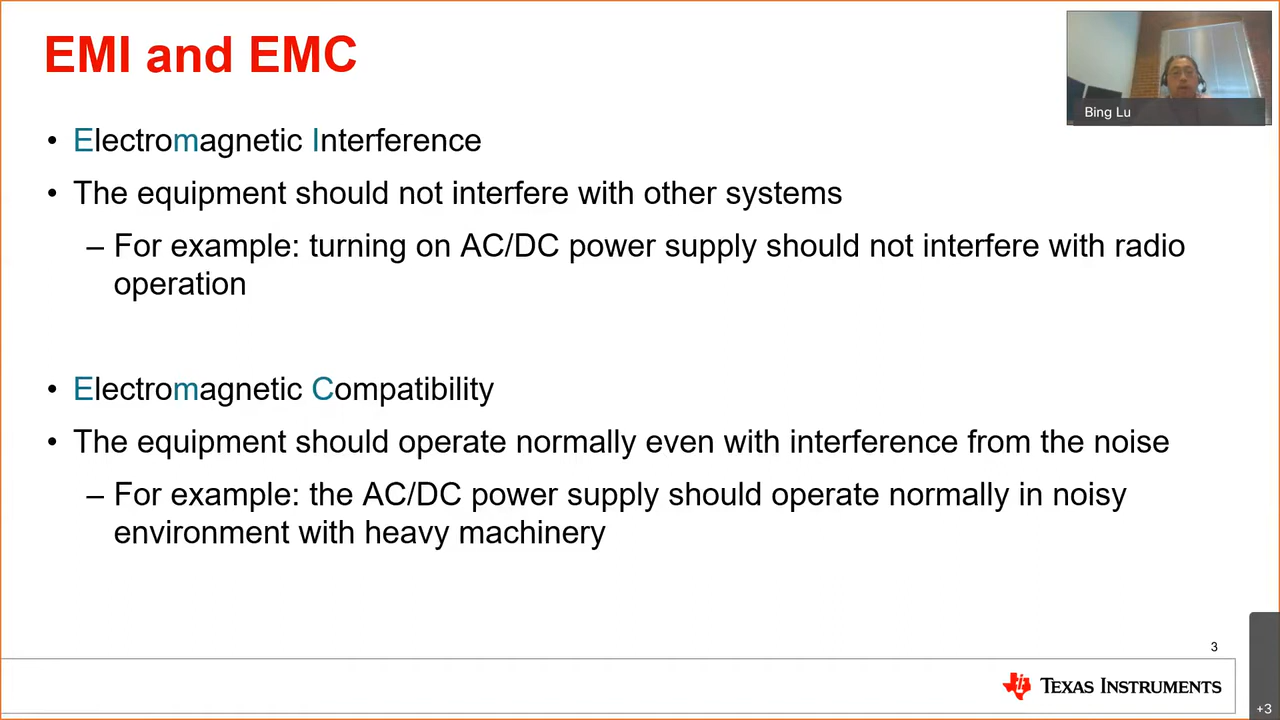 EMI and EMC
Bing Lu
• Electromagnetic Interference
• The equipment should not interfere with other systems
– For example: turning on AC/DC power supply should not interfere with radio
operation
• Electromagnetic Compatibility
• The equipment should operate normally even with interference from the noise
– For example: the AC/DC power supply should operate normally in noisy
environment with heavy machinery
3
TEXAS INSTRUMENTS
+3